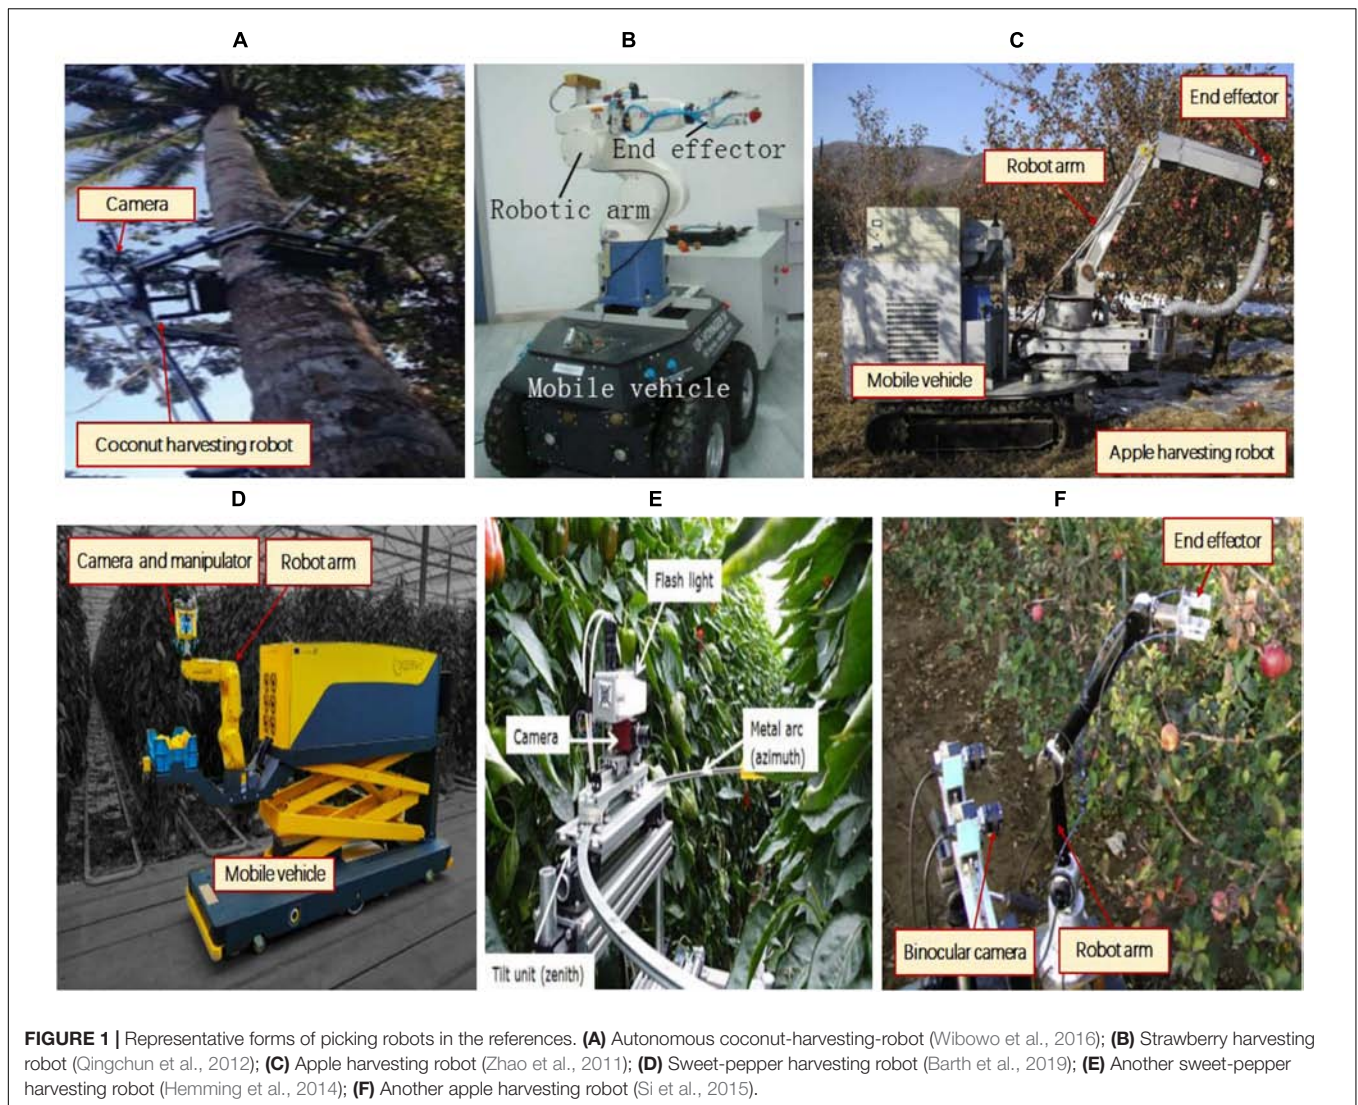 A
B
C
Camera
Coconut harvesting robot
End effector
Robotic arm
Mobile vehicle
End effector
Robot arm
Mobile vehicle
Apple harvesting robot
D
E
F
Camera and manipulator
Robot arm
Mobile vehicle
Flash light
Camera
Metal arc
(azimuth)
Tilt unit (zenith)
End effector
Binocular camera
Robot arm
FIGURE 1 | Representative forms of picking robots in the references. (A) Autonomous coconut-harvesting-robot (Wibowo et al., 2016); (B) Strawberry harvesting
robot (Qingchun et al., 2012); (C) Apple harvesting robot (Zhao et al., 2011); (D) Sweet-pepper harvesting robot (Barth et al., 2019); (E) Another sweet-pepper
harvesting robot (Hemming et al., 2014); (F) Another apple harvesting robot (Si et al., 2015).